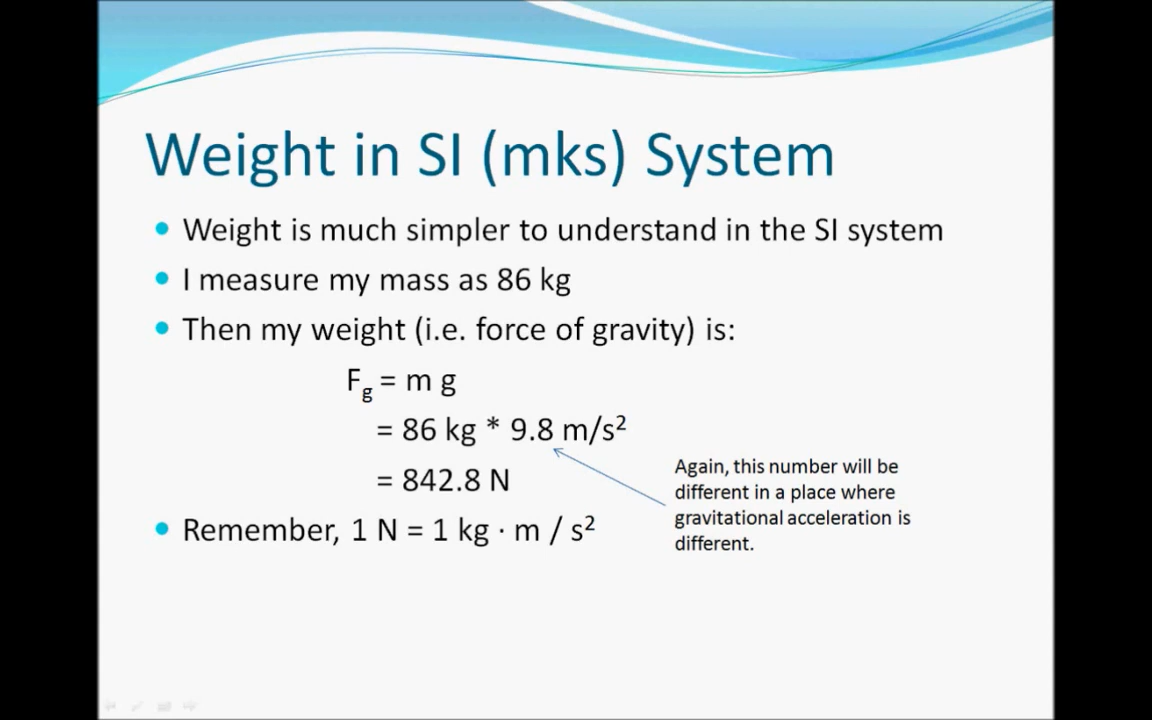 Weight in SI (mks) System
• Weight is much simpler to understand in the SI system
• I measure my mass as 86 kg
• Then my weight (i.e. force of gravity) is:
Fg = m g
= 86 kg * 9.8 m/s²
= 842.8 N
• Remember, 1 N = 1 kg · m / s²
Again, this number will be
different in a place where
gravitational acceleration is
different.